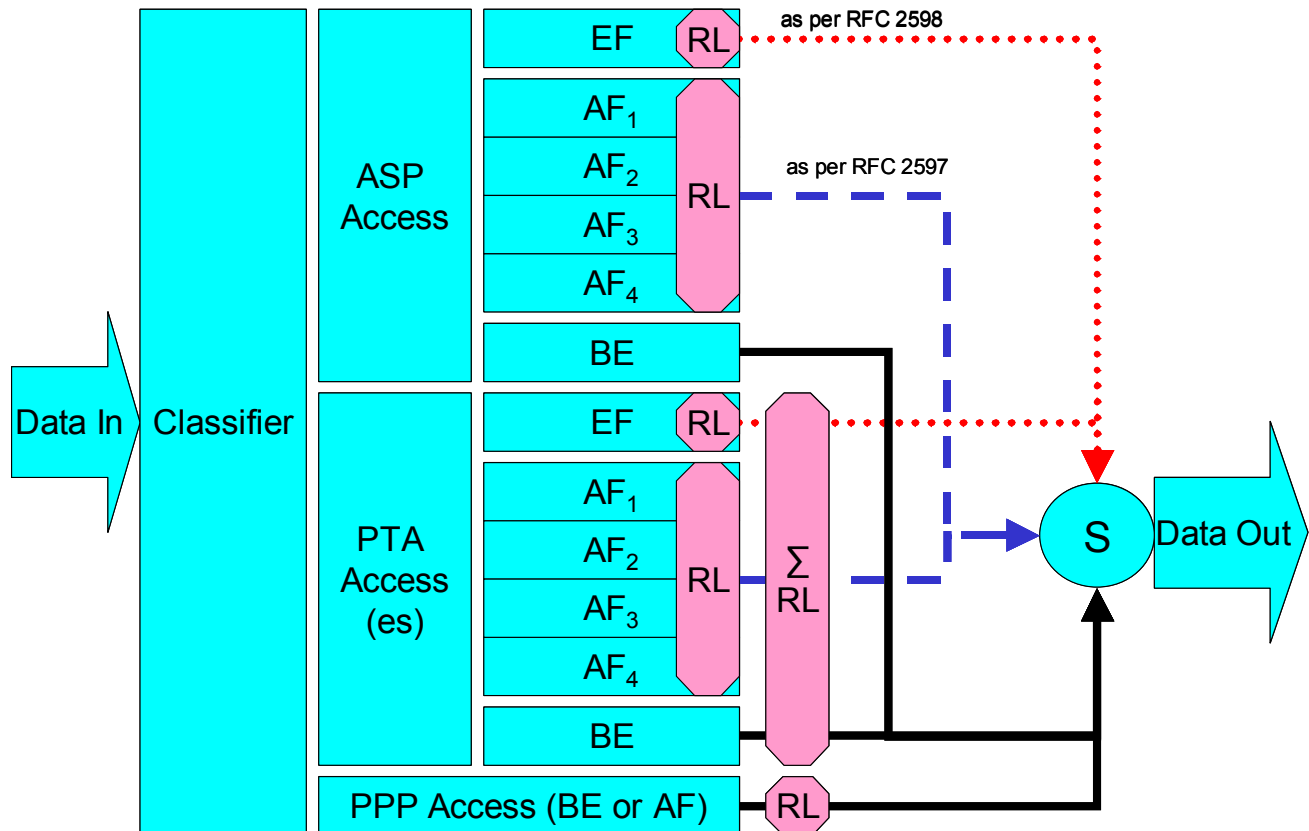 as per RFC 2598
EF
RL
AF1
AF2
AF3
AF4
RL
as per RFC 2597
ASP
Access
BE
Data In
Classifier
EF
RL
AF1
AF2
AF3
AF4
RL
PTA
Access
(es)
Σ
RL
S
Data Out
BE
PPP Access (BE or AF)
RL